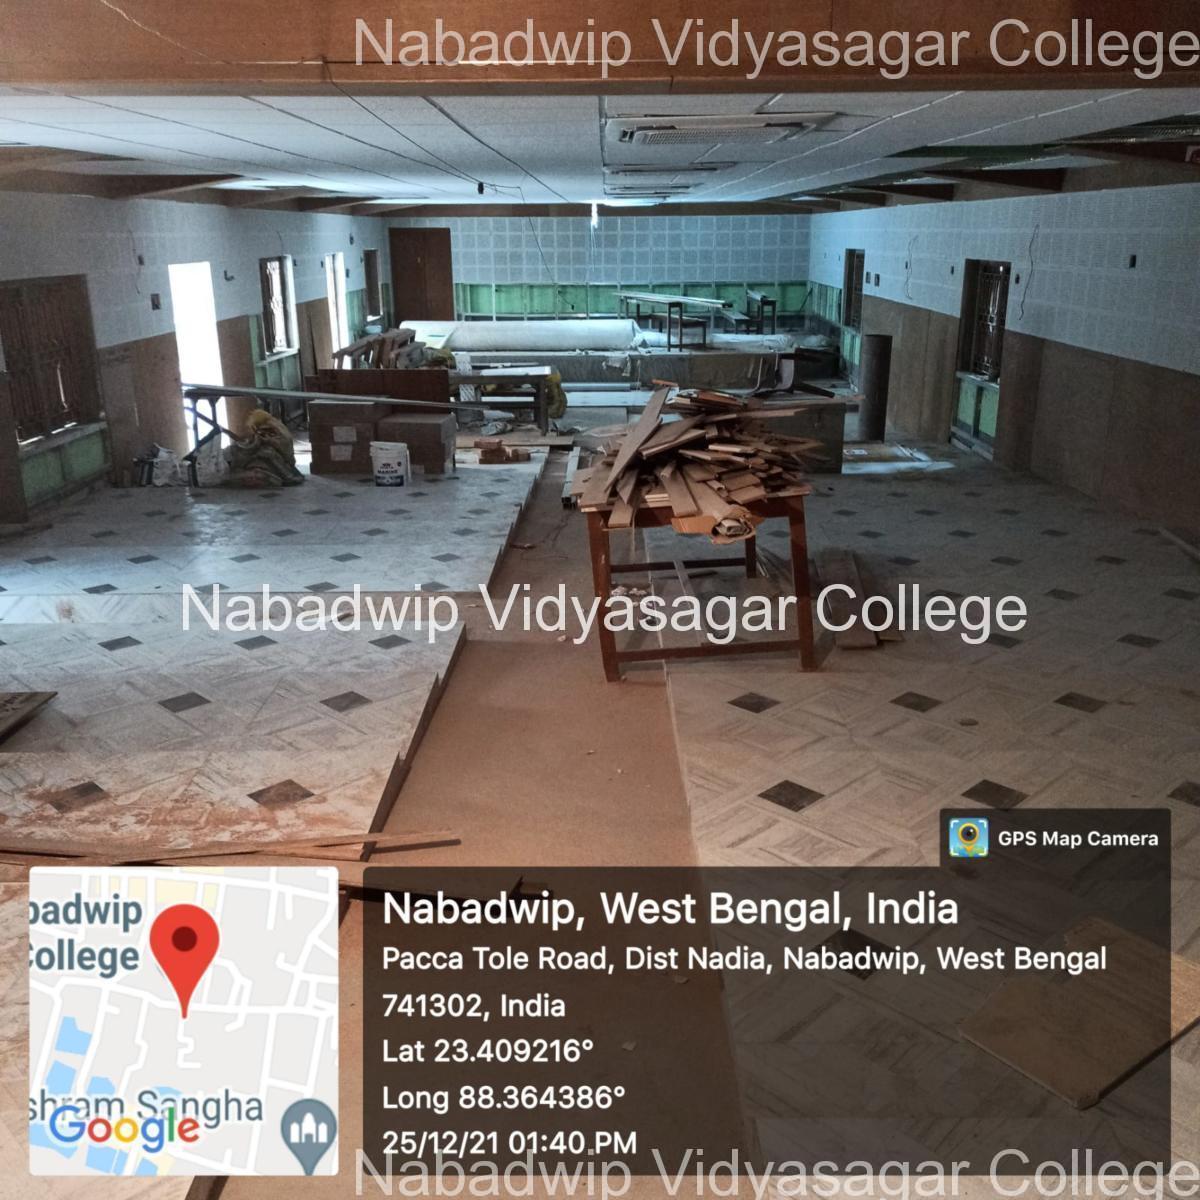 Nabadwip Vidyasagar College
Nabadwip Vidyasagar College
GPS Map Camera
badwip
College
shram Sangha
Google
Nabadwip, West Bengal, India
Pacca Tole Road, Dist Nadia, Nabadwip, West Bengal
741302, India
Lat 23.409216°
Long 88.364386°
25/12/21 01:40 PM
Nabadwip Vidyasagar College